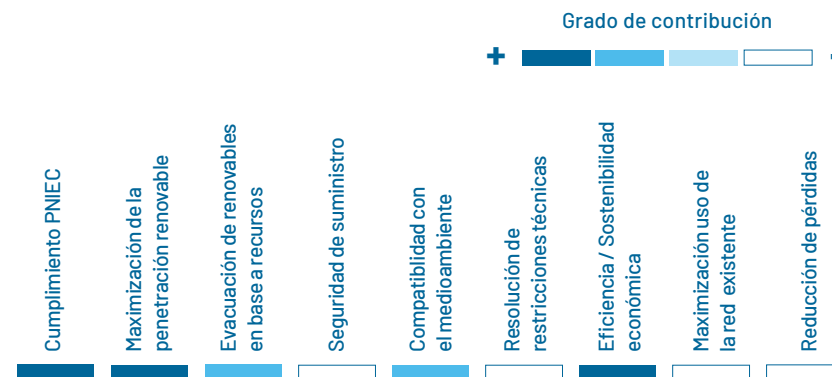 Grado de contribución
+
Cumplimiento PNIEC
Maximización de la
penetración renovable
Evacuación de renovables
en base a recursos
Seguridad de suministro
Compatiblidad con
el medioambiente
Resolución de
restricciones técnicas
Eficiencia / Sostenibilidad
económica
Maximización uso de
la red existente
Reducción de pérdidas